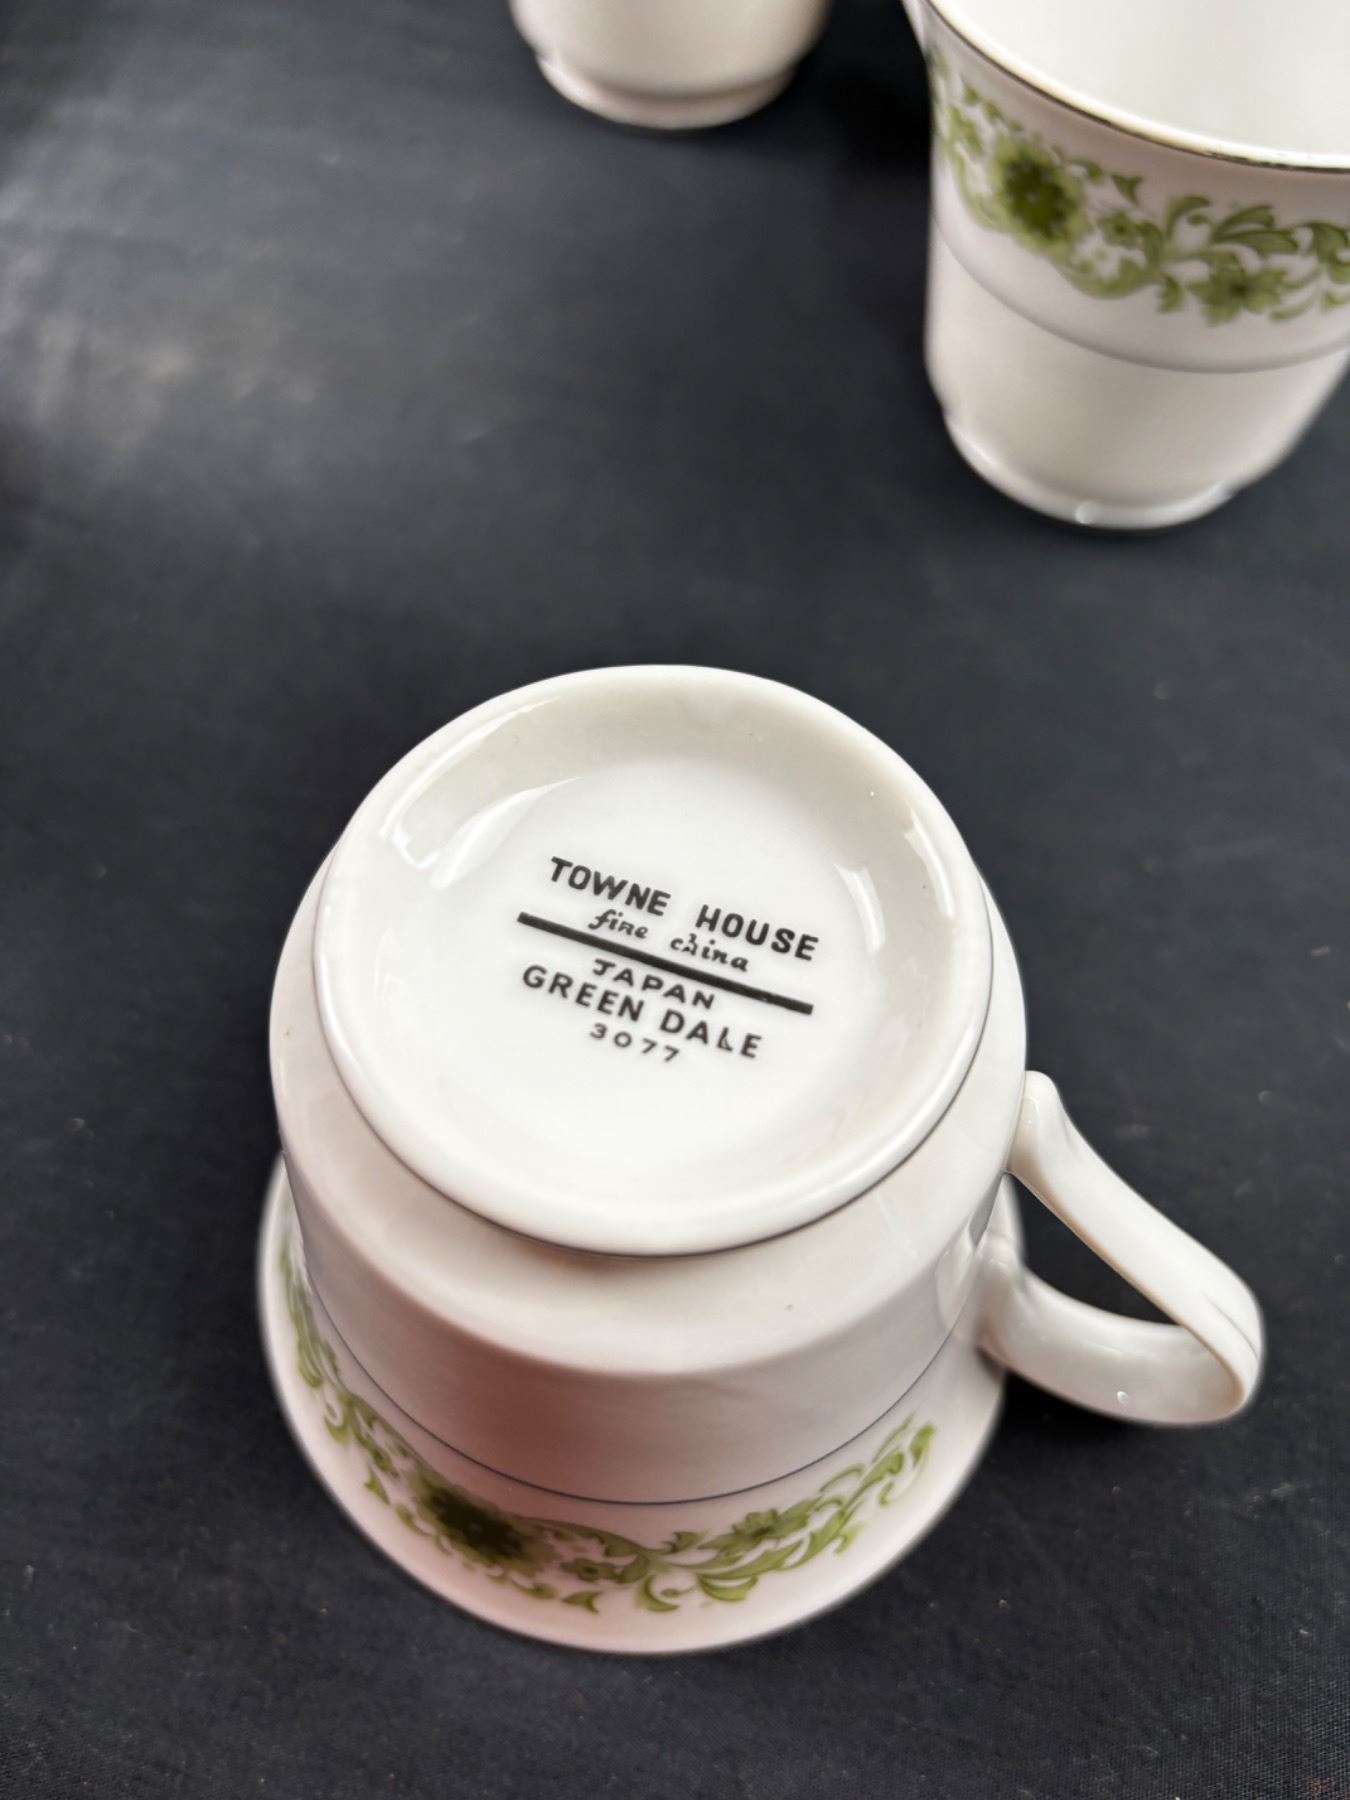 TOWNE HOUSE
fine china
JAPAN
GREEN DALE
3077